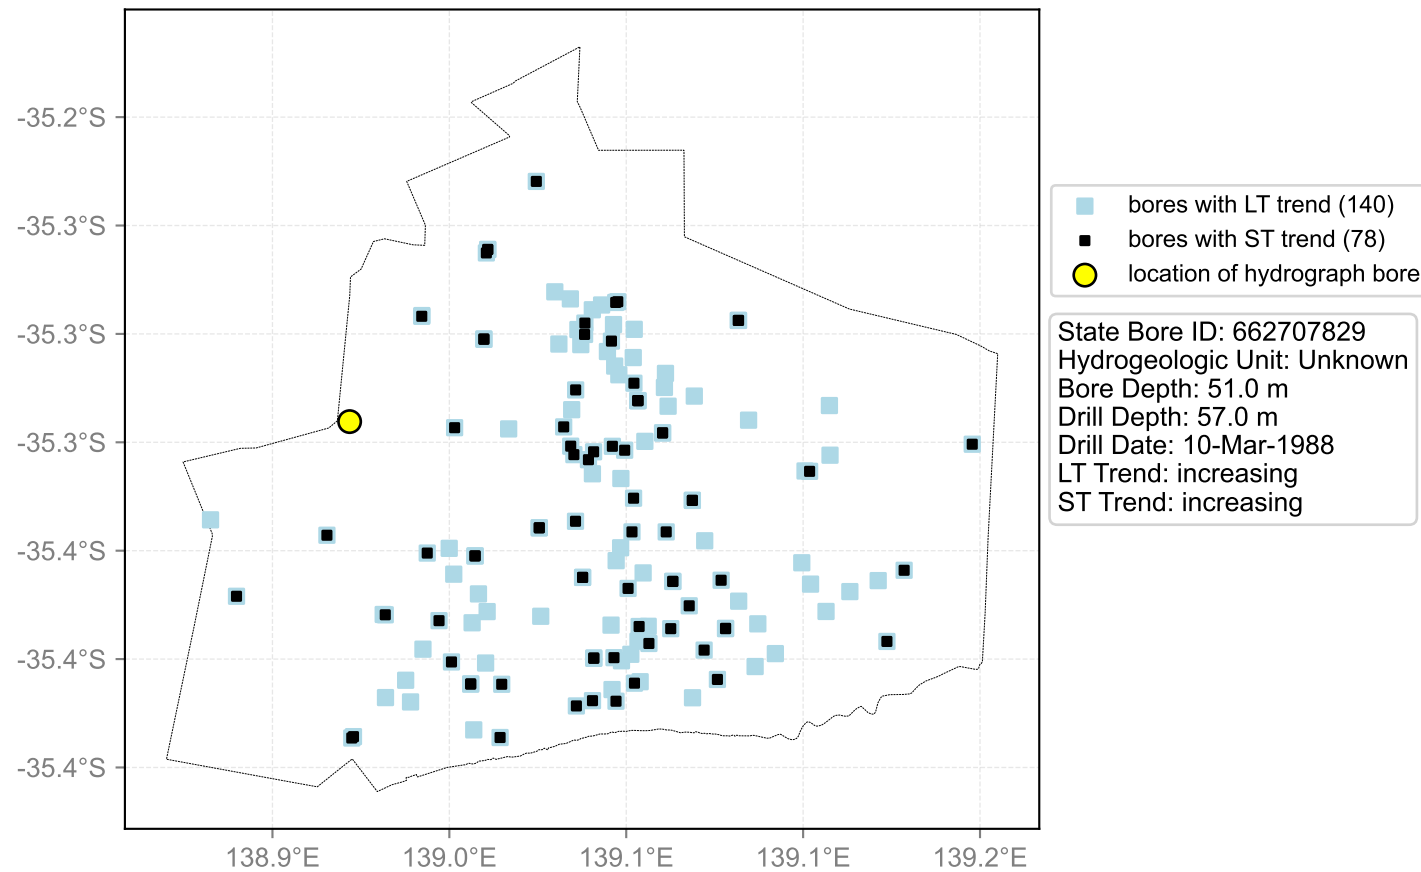 -35.2°S
-35.3°S
-35.3°S
-35.3°S
-35.4°S
-35.4°S
-35.4°S
138.9°E
139.0°E
139.1°E
139.1°E
139.2°E
bores with LT trend (140)
bores with ST trend (78)
location of hydrograph bore
State Bore ID: 662707829
Hydrogeologic Unit: Unknown
Bore Depth: 51.0 m
Drill Depth: 57.0 m
Drill Date: 10-Mar-1988
LT Trend: increasing
ST Trend: increasing